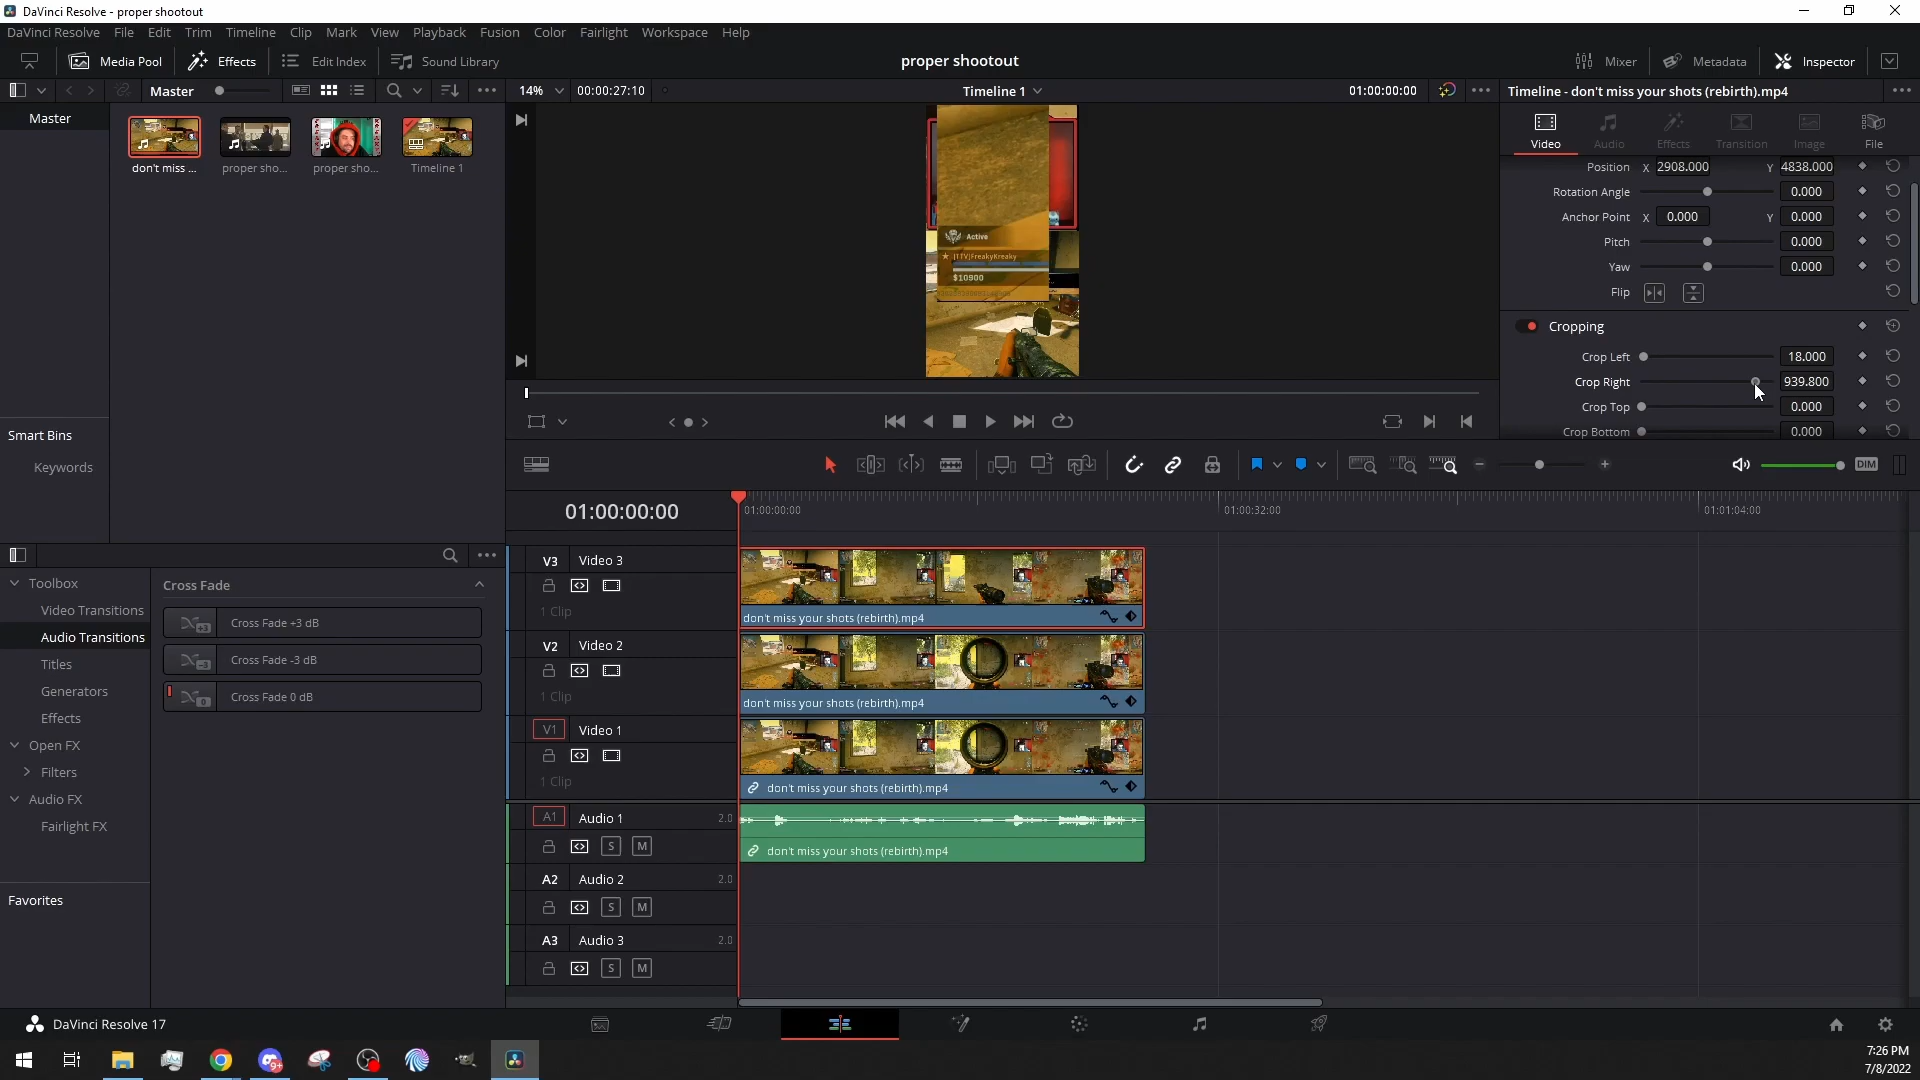 DaVinci Resolve - proper shootout
DaVinci Resolve File Edit Trim Timeline Clip Mark View Playback Fusion Color Fairlight Workspace Help
Media Pool Effects Edit Index Sound Library proper shootout Mixer Metadata Inspector
Master 14% 00:00:27:10 Timeline 1 01:00:00:00 Timeline - don't miss your shots (rebirth).mp4
Master
don't miss ... proper sho... proper sho... Timeline 1
Video Audio Effects Transition Image File
Position X 2908.000 Y 4838.000
Rotation Angle 0.000
Anchor Point X 0.000 Y 0.000
Pitch 0.000
Yaw 0.000
Flip
Cropping
Crop Left 18.000
Crop Right 939.800
Crop Top 0.000
Crop Bottom 0.000
Active
[TTV]FreakyKreaky
$10900
Smart Bins
Keywords
DIM
01:00:00:00
01:00:00:00 01:00:32:00 01:01:04:00
V3 Video 3
1 Clip
don't miss your shots (rebirth).mp4
V2 Video 2
1 Clip
don't miss your shots (rebirth).mp4
V1 Video 1
1 Clip
don't miss your shots (rebirth).mp4
A1 Audio 1 2.0
S M
don't miss your shots (rebirth).mp4
A2 Audio 2 2.0
S M
A3 Audio 3 2.0
S M
Toolbox
Video Transitions
Audio Transitions
Titles
Generators
Effects
Open FX
Filters
Audio FX
Fairlight FX
Favorites
Cross Fade
+3 Cross Fade +3 dB
-3 Cross Fade -3 dB
0 Cross Fade 0 dB
DaVinci Resolve 17
9+
7:26 PM
7/8/2022